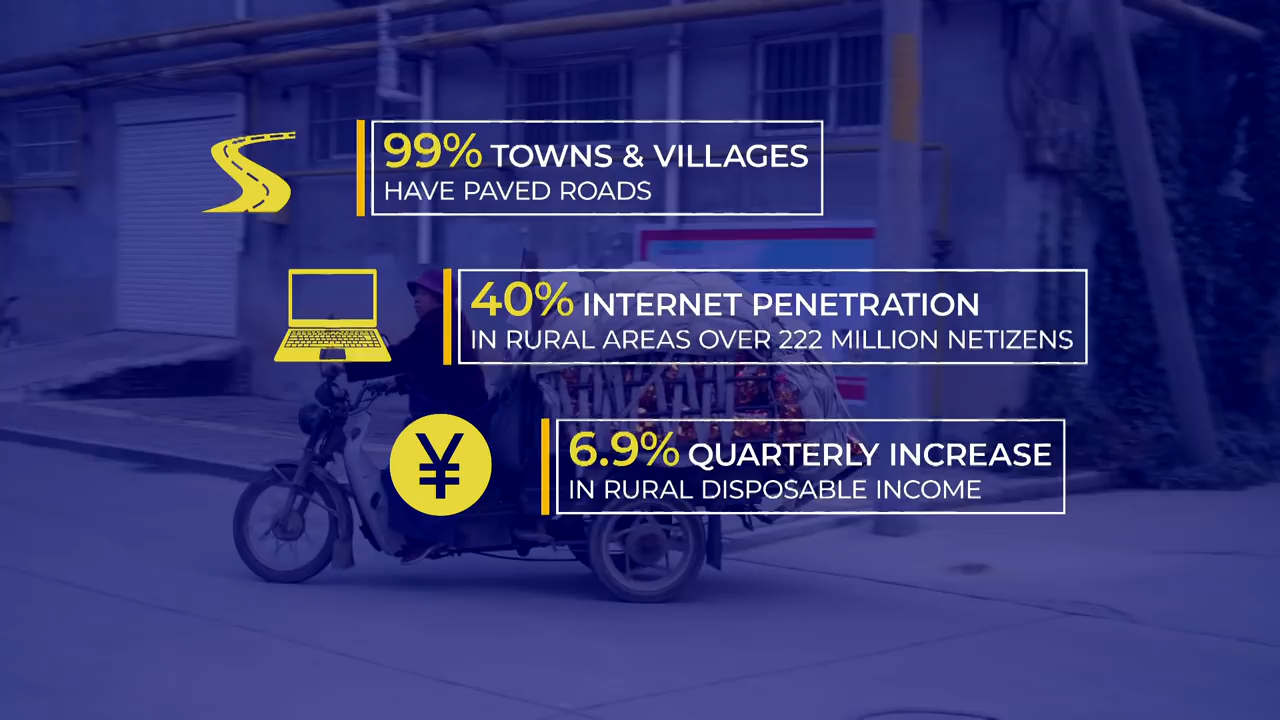 99% TOWNS & VILLAGES
HAVE PAVED ROADS
40% INTERNET PENETRATION
IN RURAL AREAS OVER 222 MILLION NETIZENS
¥
6.9% QUARTERLY INCREASE
IN RURAL DISPOSABLE INCOME